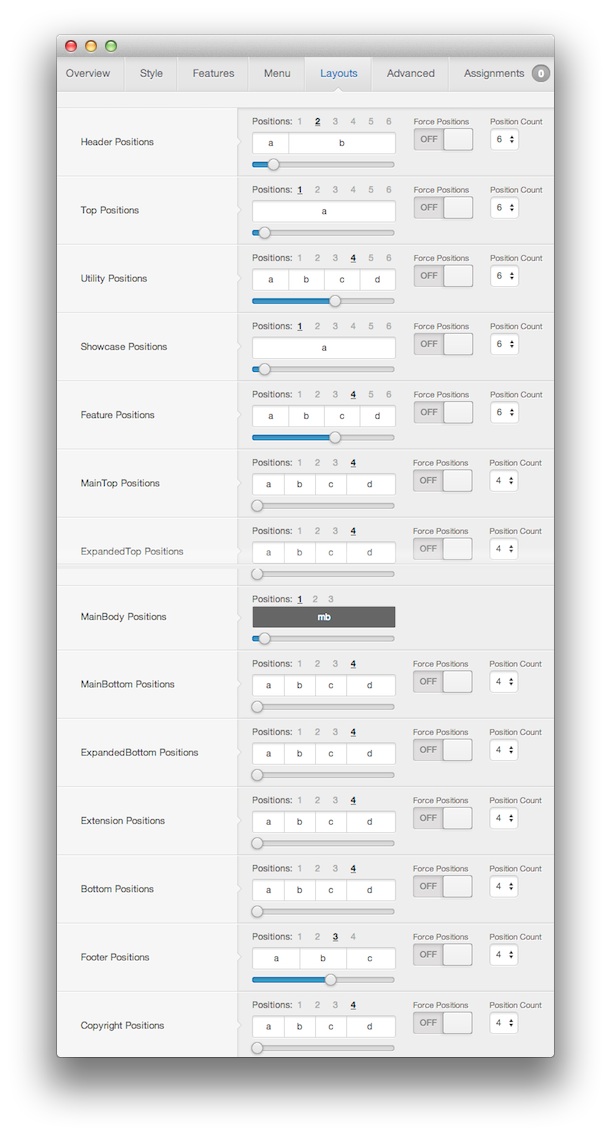 Overview Style Features Menu Layouts Advanced Assignments 0
Positions: 1 2 3 4 5 6 Force Positions Position Count
Header Positions a b OFF 6
Positions: 1 2 3 4 5 6 Force Positions Position Count
Top Positions a OFF 6
Positions: 1 2 3 4 5 6 Force Positions Position Count
Utility Positions a b c d OFF 6
Positions: 1 2 3 4 5 6 Force Positions Position Count
Showcase Positions a OFF 6
Positions: 1 2 3 4 5 6 Force Positions Position Count
Feature Positions a b c d OFF 6
Positions: 1 2 3 4 Force Positions Position Count
MainTop Positions a b c d OFF 4
Positions: 1 2 3 4 Force Positions Position Count
ExpandedTop Positions a b c d OFF 4
Positions: 1 2 3
MainBody Positions mb
Positions: 1 2 3 4 Force Positions Position Count
MainBottom Positions a b c d OFF 4
Positions: 1 2 3 4 Force Positions Position Count
ExpandedBottom Positions a b c d OFF 4
Positions: 1 2 3 4 Force Positions Position Count
Extension Positions a b c d OFF 4
Positions: 1 2 3 4 Force Positions Position Count
Bottom Positions a b c d OFF 4
Positions: 1 2 3 4 Force Positions Position Count
Footer Positions a b c OFF 4
Positions: 1 2 3 4 Force Positions Position Count
Copyright Positions a b c d OFF 4